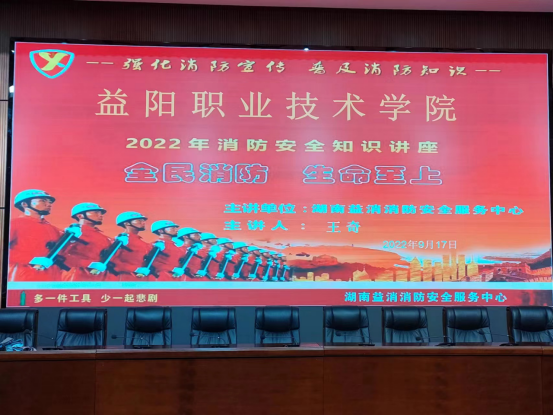 ——强化消防宣传 普及消防知识——
益阳职业技术学院
2022年消防安全知识讲座
全民消防 生命至上
主讲单位:湖南益消消防安全服务中心
主讲人: 王奇
2022年9月17日
多一件工具 少一起悲剧
湖南益消消防安全服务中心